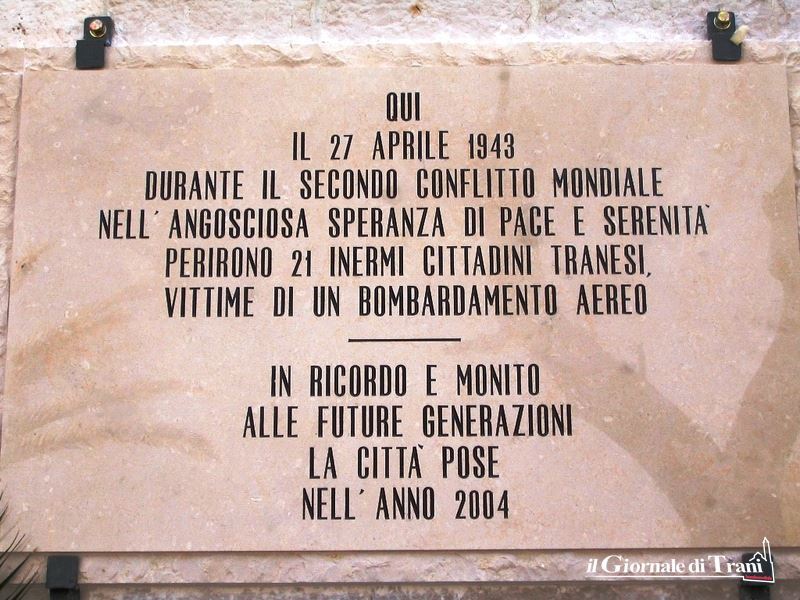 QUI
IL 27 APRILE 1943
DURANTE IL SECONDO CONFLITTO MONDIALE
NELL'ANGOSCIOSA SPERANZA DI PACE E SERENITA'
PERIRONO 21 INERMI CITTADINI TRANESI,
VITTIME DI UN BOMBARDAMENTO AEREO
IN RICORDO E MONITO
ALLE FUTURE GENERAZIONI
LA CITTA' POSE
NELL'ANNO 2004
il Giornale di Trani